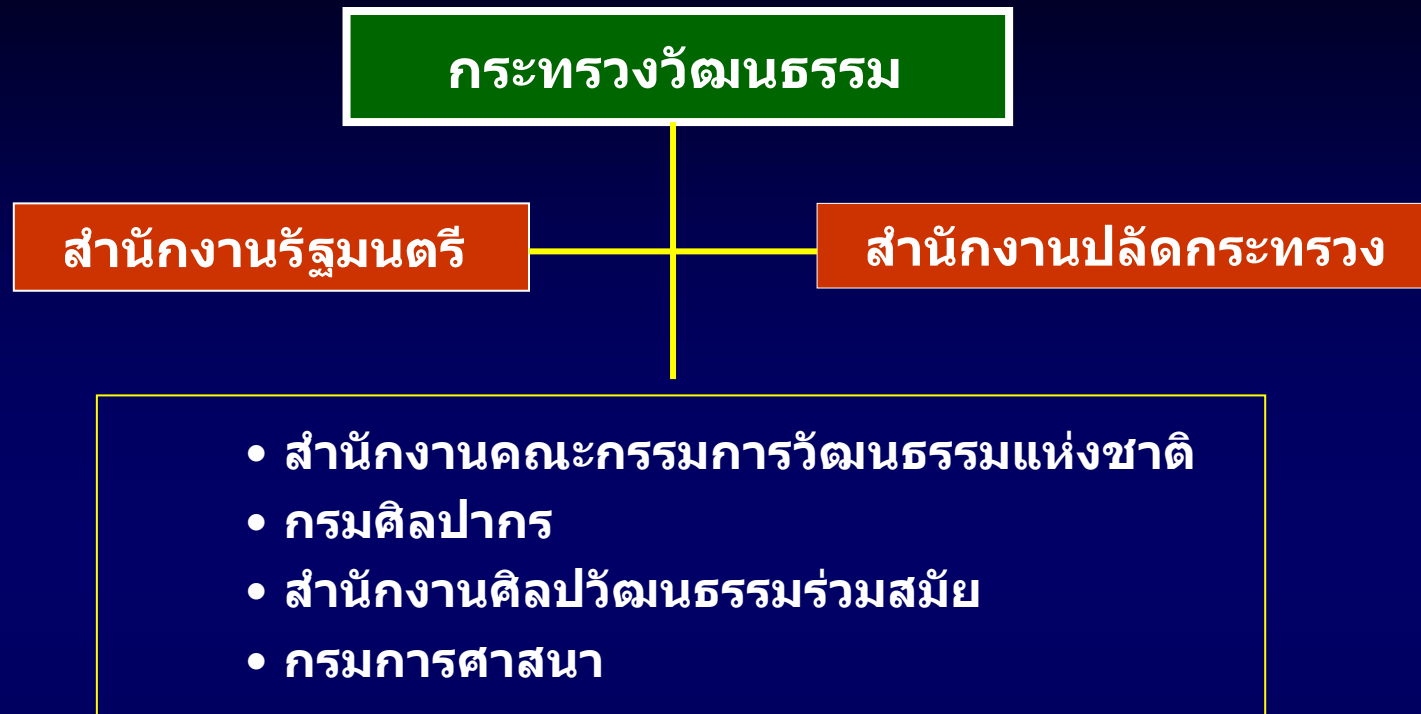 กระทรวงวัฒนธรรม
สำนักงานรัฐมนตรี
สำนักงานปลัดกระทรวง
• สำนักงานคณะกรรมการวัฒนธรรมแห่งชาติ
• กรมศิลปากร
• สำนักงานศิลปวัฒนธรรมร่วมสมัย
• กรมการศาสนา